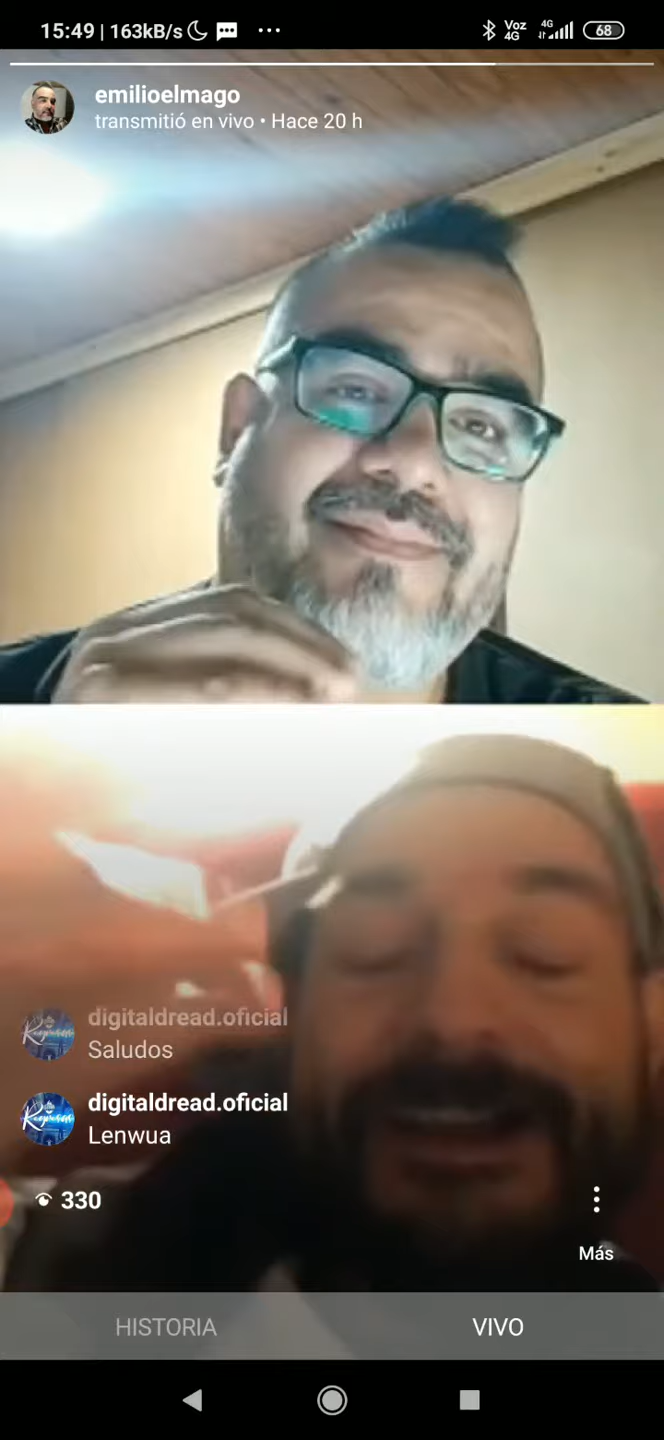 15:49 | 163kB/s
Voz 4G 4G 68
emilioelmago
transmitió en vivo • Hace 20 h
digitaldread.oficial
Saludos
digitaldread.oficial
Lenwua
330
Más
HISTORIA VIVO